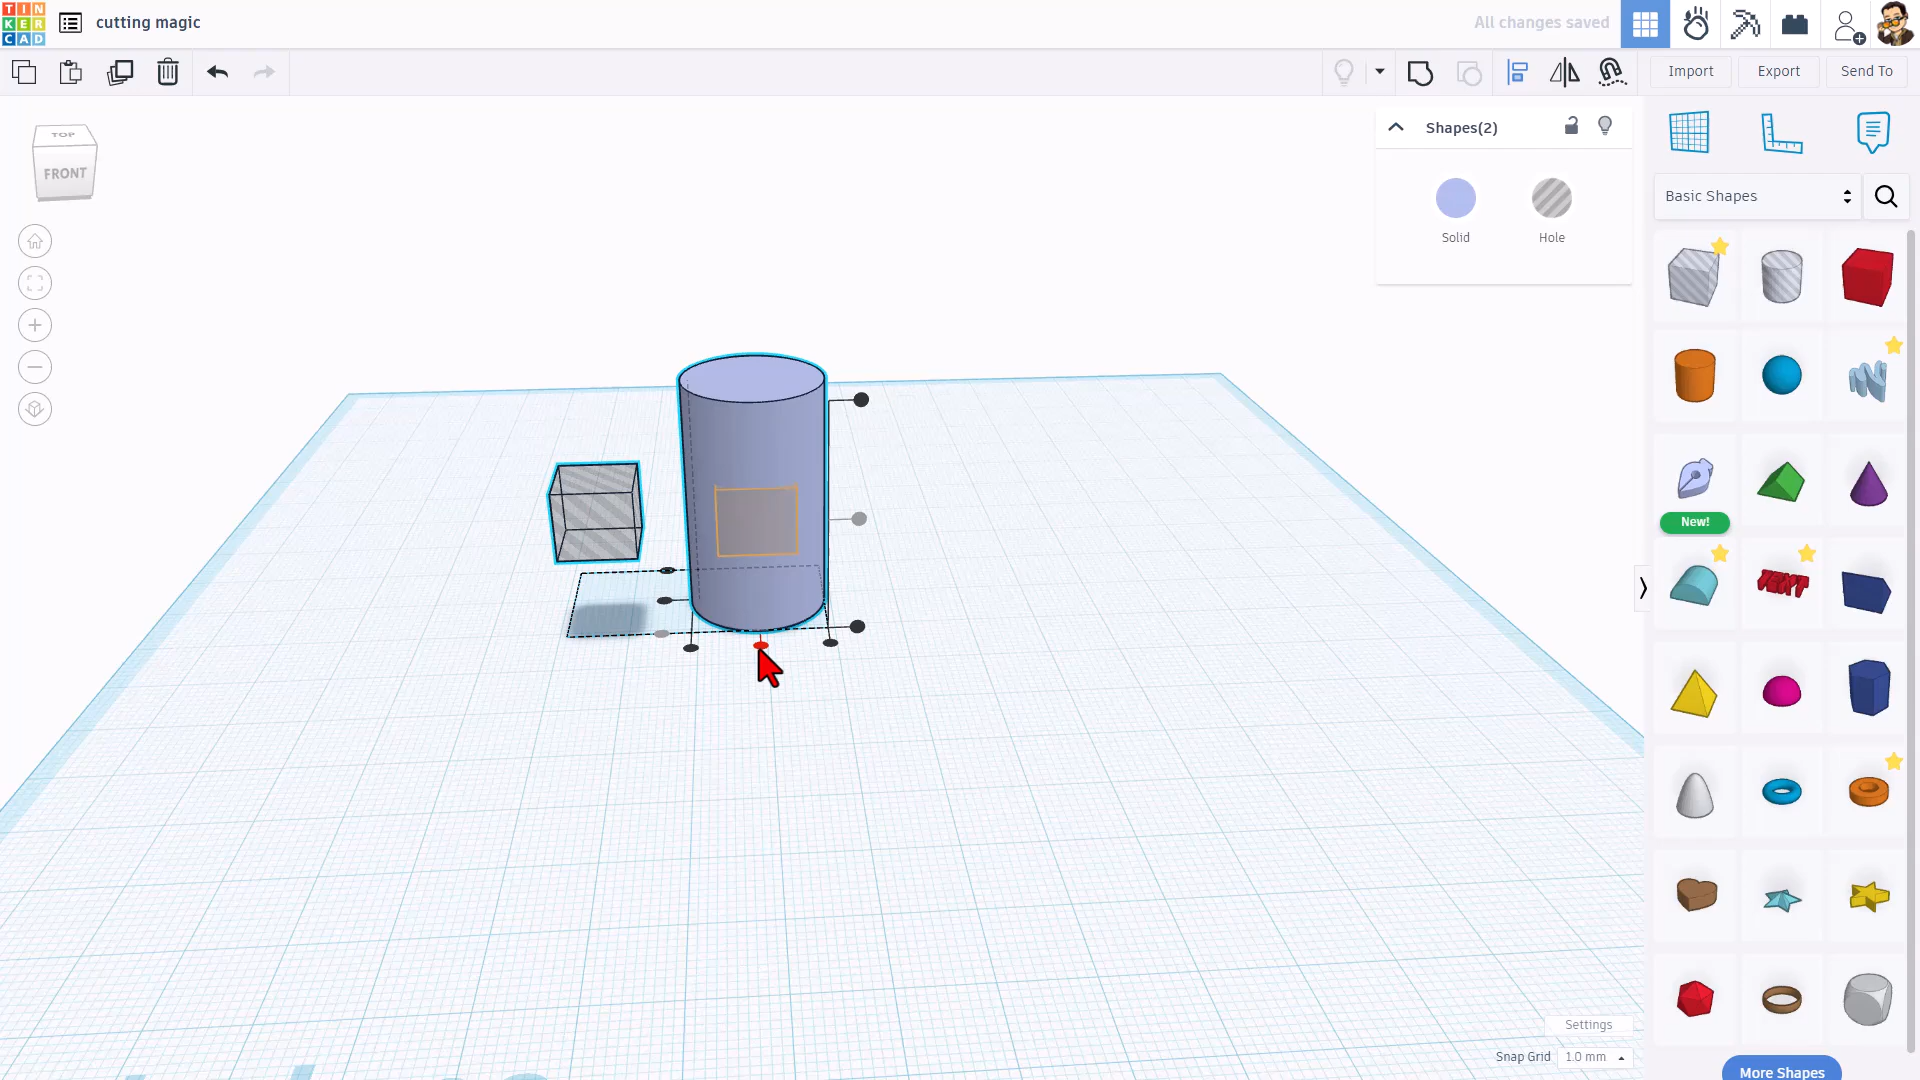 TIN
KER
CAD
cutting magic
All changes saved
Import
Export
Send To
TOP
FRONT
Shapes(2)
Solid
Hole
Basic Shapes
New!
TEXT
Settings
Snap Grid
1.0 mm
More Shapes